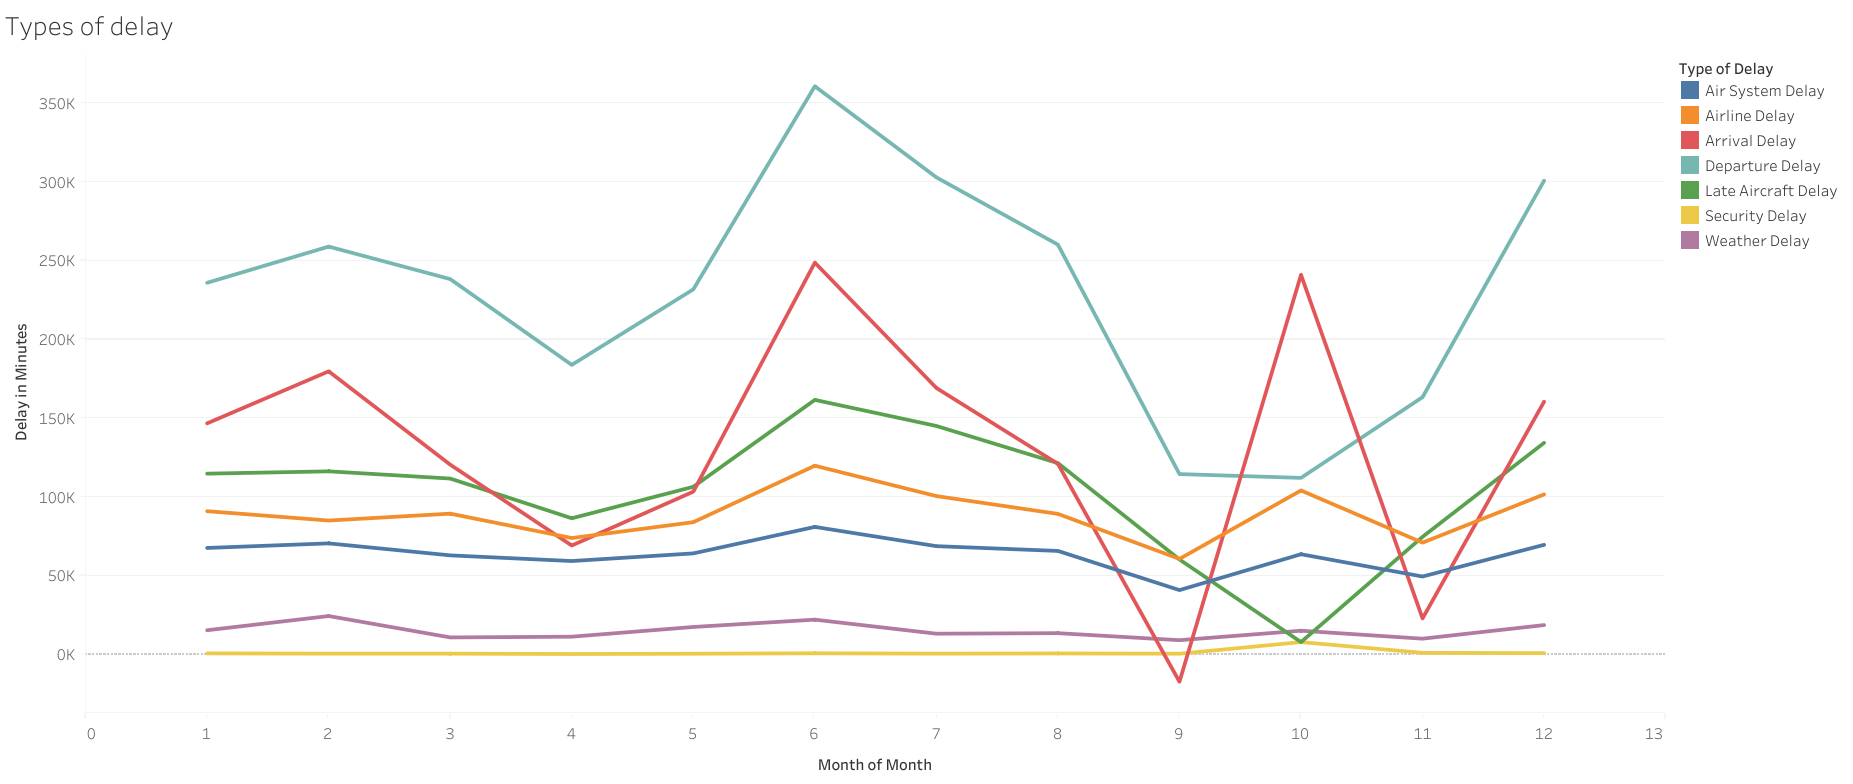 Types of delay
Type of Delay
Air System Delay
Airline Delay
Arrival Delay
Departure Delay
Late Aircraft Delay
Security Delay
Weather Delay
Delay in Minutes
350K
300K
250K
200K
150K
100K
50K
0K
0 1 2 3 4 5 6 7 8 9 10 11 12 13
Month of Month